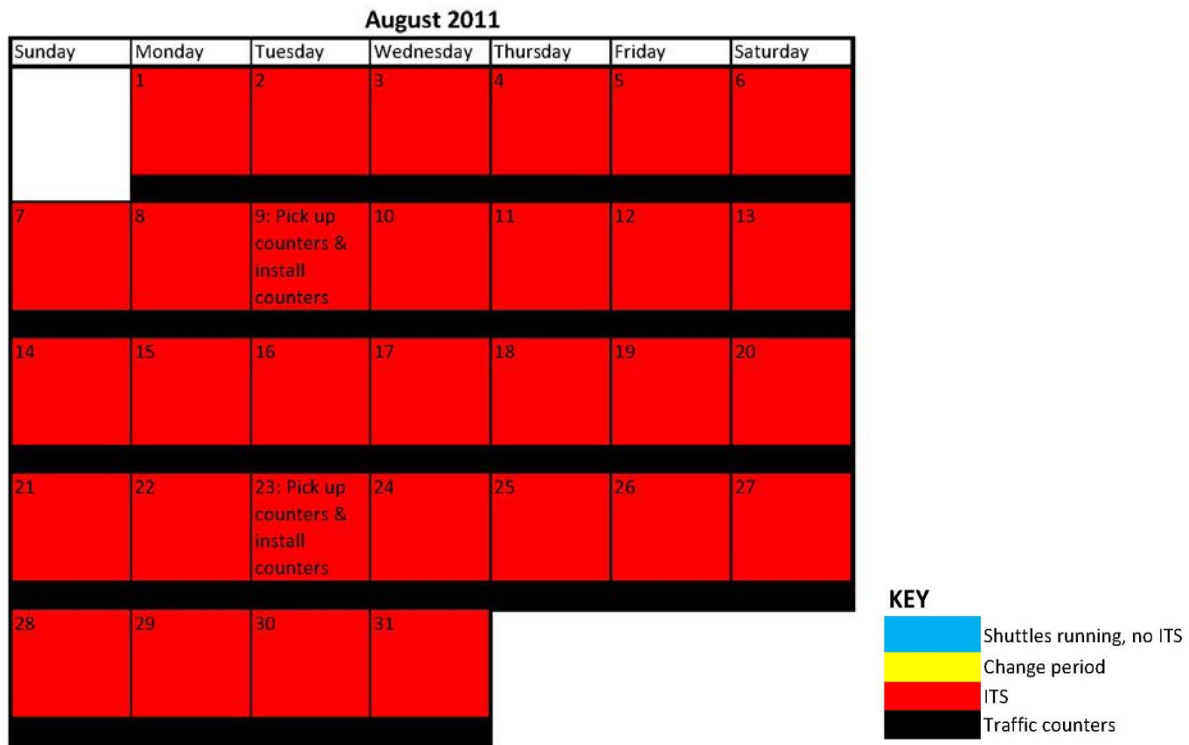 August 2011
Sunday Monday Tuesday Wednesday Thursday Friday Saturday
1 2 3 4 5 6
7 8 9: Pick up 10 11 12 13
counters &
install
counters
14 15 16 17 18 19 20
21 22 23: Pick up 24 25 26 27
counters &
install
counters
28 29 30 31
KEY
Shuttles running, no ITS
Change period
ITS
Traffic counters